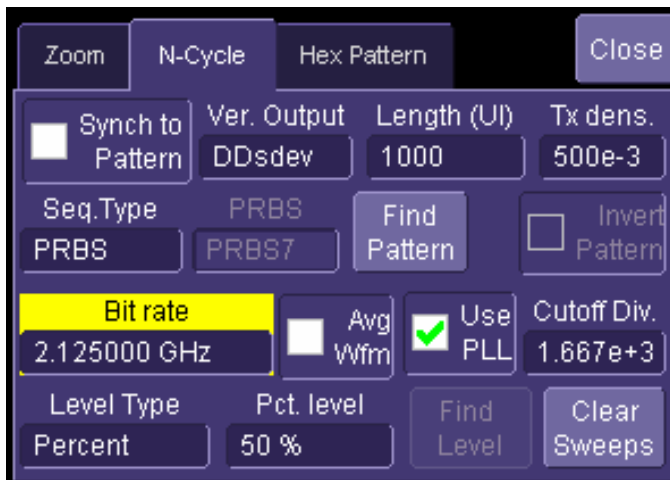 Zoom N-Cycle Hex Pattern Close
Synch to Pattern Ver. Output Length (UI) Tx dens.
DDsdev 1000 500e-3
Seq.Type PRBS Find Pattern Invert Pattern
PRBS PRBS7
Bit rate Avg Wfm Use PLL Cutoff Div.
2.125000 GHz 1.667e+3
Level Type Pct. level Find Level Clear Sweeps
Percent 50 %